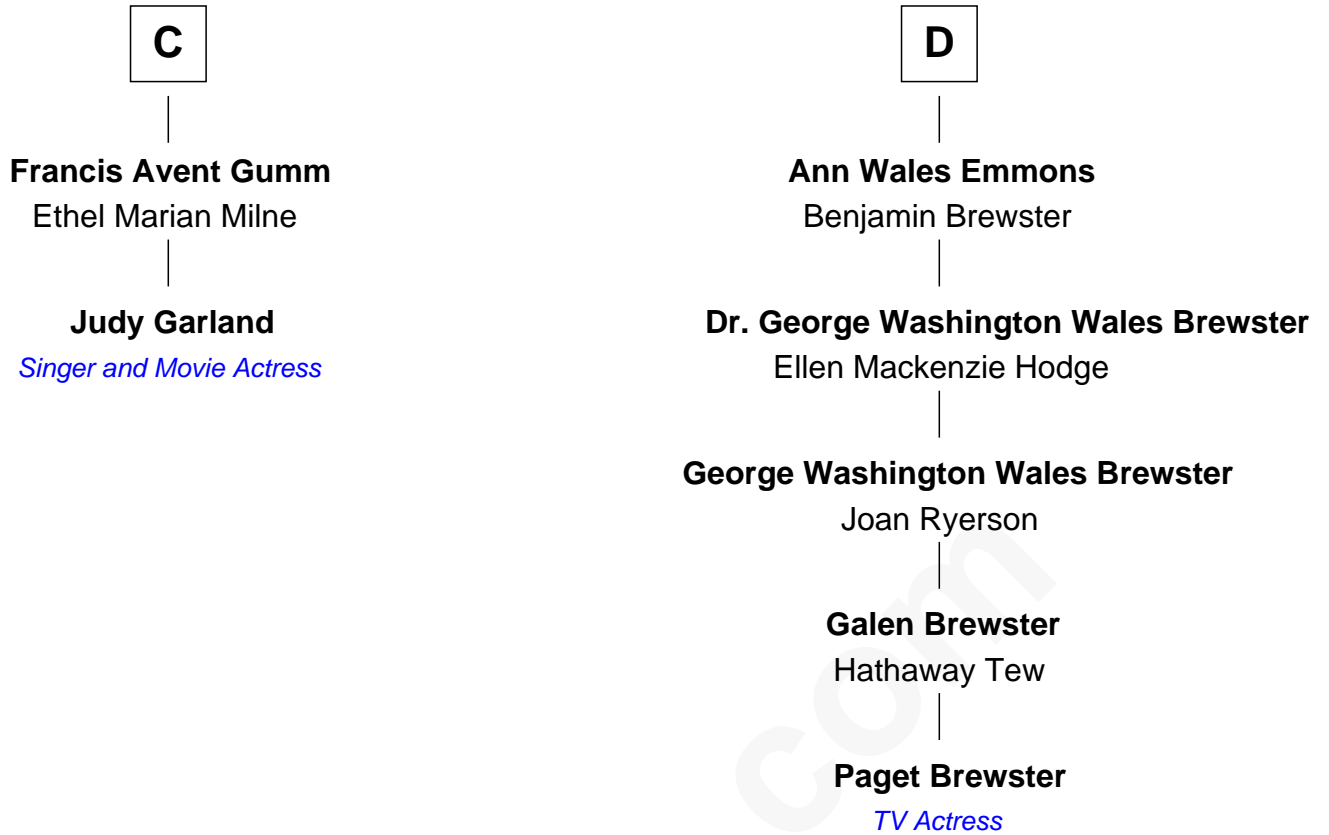 C
Francis Avent Gumm
Ethel Marian Milne
Judy Garland
Singer and Movie Actress
D
Ann Wales Emmons
Benjamin Brewster
Dr. George Washington Wales Brewster
Ellen Mackenzie Hodge
George Washington Wales Brewster
Joan Ryerson
Galen Brewster
Hathaway Tew
Paget Brewster
TV Actress
com